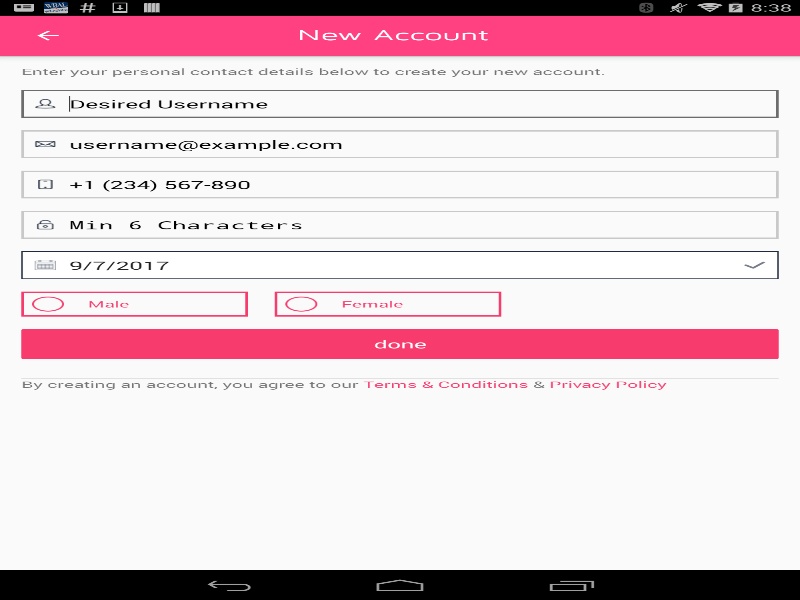 8:38
New Account
Enter your personal contact details below to create your new account.
Desired Username
username@example.com
+1 (234) 567-890
Min 6 Characters
9/7/2017
Male
Female
done
By creating an account, you agree to our Terms & Conditions & Privacy Policy